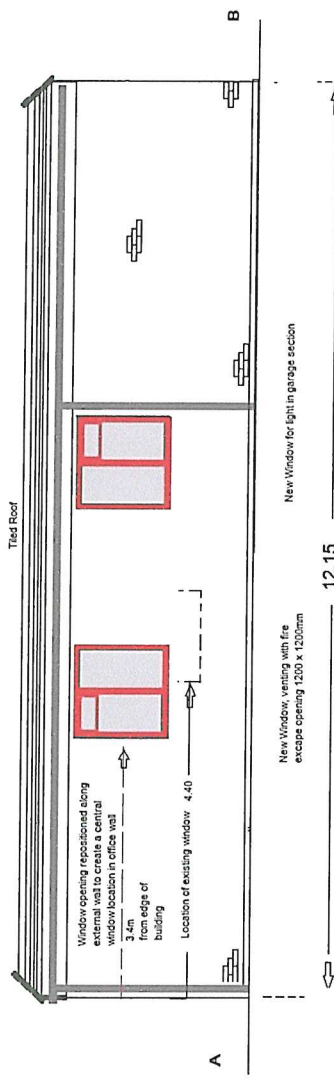 Tiled Roof
Window opening repositioned along
external wall to create a central
window location in office wall
3.4m
from edge of
building
Location of existing window 4.40
A
B
New Window, venting with fire
excape opening 1200 x 1200mm
New Window for light in garage section
12.15